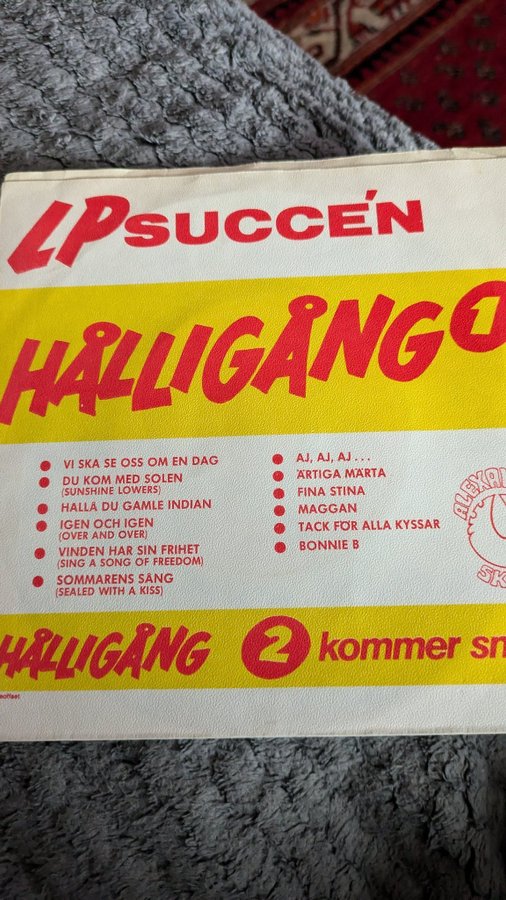 LP SUCCÉN
HÅLLIGÅNG 1
VI SKA SE OSS OM EN DAG
DU KOM MED SOLEN
(SUNSHINE LOWERS)
HALLÅ DU GAMLE INDIAN
IGEN OCH IGEN
(OVER AND OVER)
VINDEN HAR SIN FRIHET
(SING A SONG OF FREEDOM)
SOMMARENS SÅNG
(SEALED WITH A KISS)
AJ, AJ, AJ...
ÄRTIGA MÄRTA
FINA STINA
MAGGAN
TACK FÖR ALLA KYSSAR
BONNIE B
ALEXA
SK
HÅLLIGÅNG 2 kommer sn